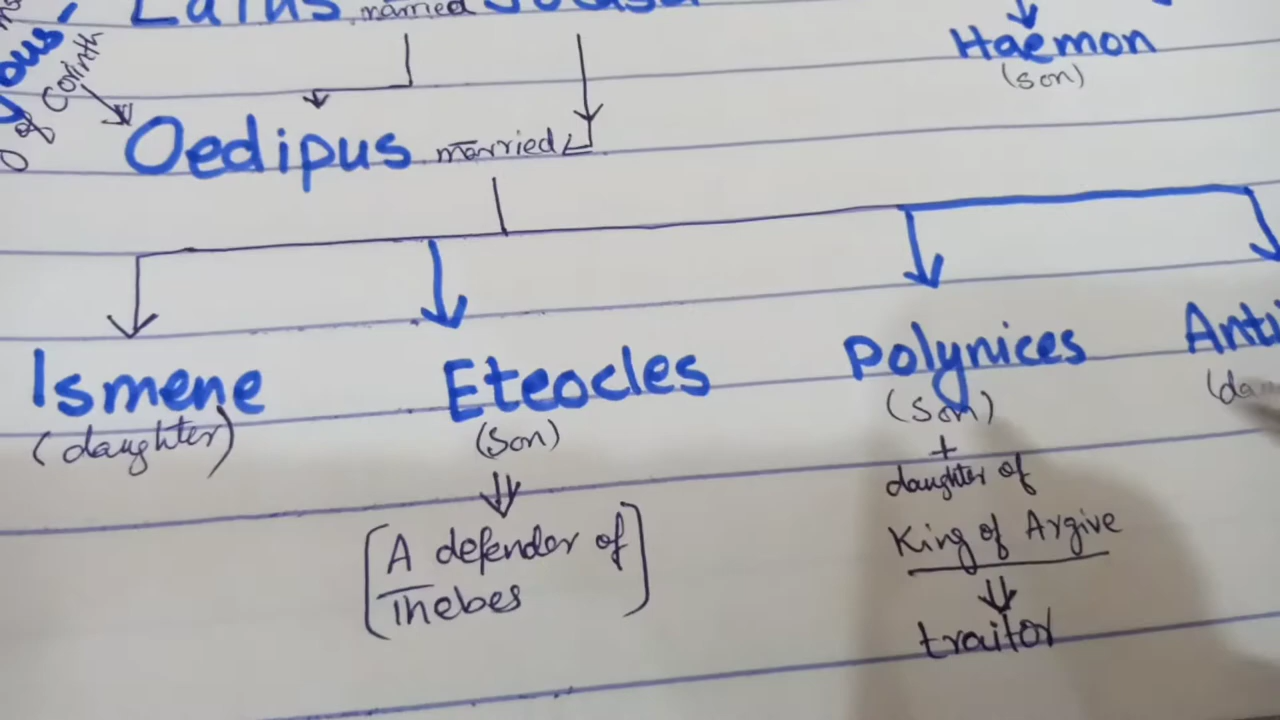 Laius married
Haemon
(son)
of Corinth
Oedipus married
Ismene Eteocles Polynices
(daughter) (Son) (Son)
+
daughter of
King of Argive
[A defender of
Thebes]
traitor